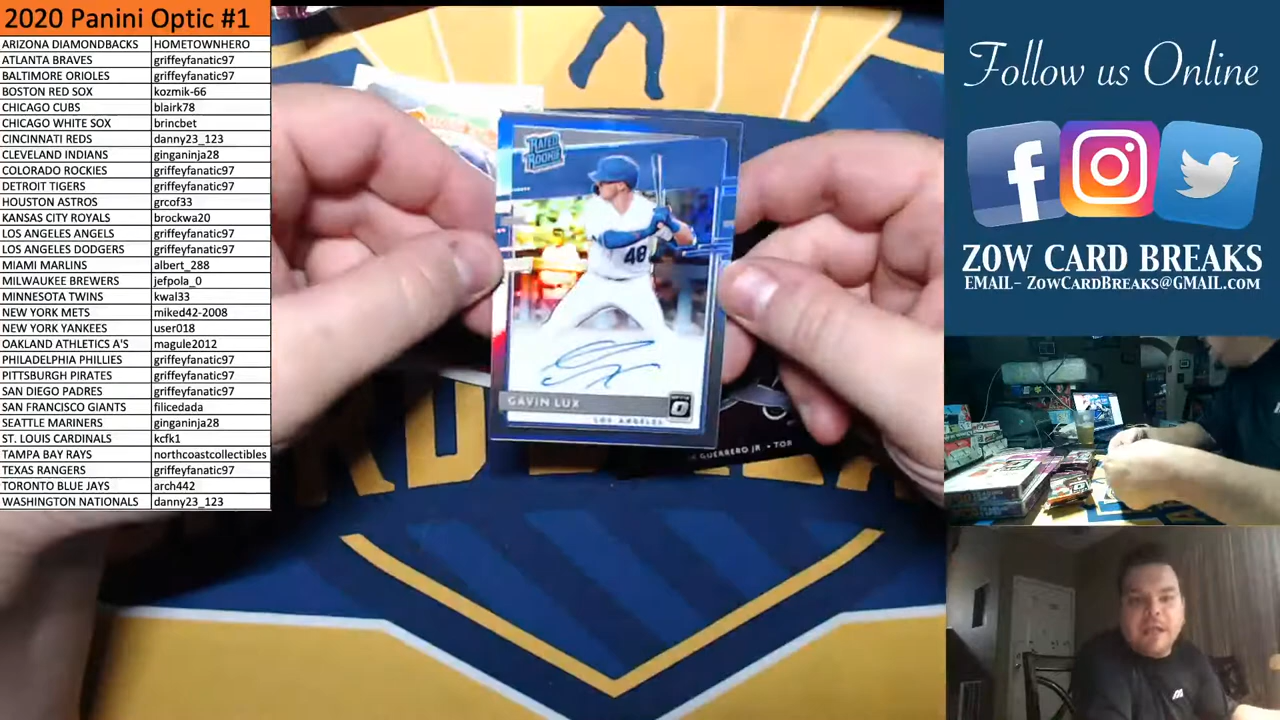 2020 Panini Optic #1
ARIZONA DIAMONDBACKS HOMETOWNHERO
ATLANTA BRAVES griffeyfanatic97
BALTIMORE ORIOLES griffeyfanatic97
BOSTON RED SOX kozmik-66
CHICAGO CUBS blairk78
CHICAGO WHITE SOX brincbet
CINCINNATI REDS danny23_123
CLEVELAND INDIANS ginganinja28
COLORADO ROCKIES griffeyfanatic97
DETROIT TIGERS griffeyfanatic97
HOUSTON ASTROS grcof33
KANSAS CITY ROYALS brockwa20
LOS ANGELES ANGELS griffeyfanatic97
LOS ANGELES DODGERS griffeyfanatic97
MIAMI MARLINS albert_288
MILWAUKEE BREWERS jefpola_0
MINNESOTA TWINS kwal33
NEW YORK METS miked42-2008
NEW YORK YANKEES user018
OAKLAND ATHLETICS A'S magule2012
PHILADELPHIA PHILLIES griffeyfanatic97
PITTSBURGH PIRATES griffeyfanatic97
SAN DIEGO PADRES griffeyfanatic97
SAN FRANCISCO GIANTS filicedada
SEATTLE MARINERS ginganinja28
ST. LOUIS CARDINALS kcfk1
TAMPA BAY RAYS northcoastcollectibles
TEXAS RANGERS griffeyfanatic97
TORONTO BLUE JAYS arch442
WASHINGTON NATIONALS danny23_123
RATED
ROOKIE
48
GAVIN LUX
LOS ANGELES
GUERRERO JR • TOR
Follow us Online
ZOW CARD BREAKS
EMAIL- ZOWCARDBREAKS@GMAIL.COM